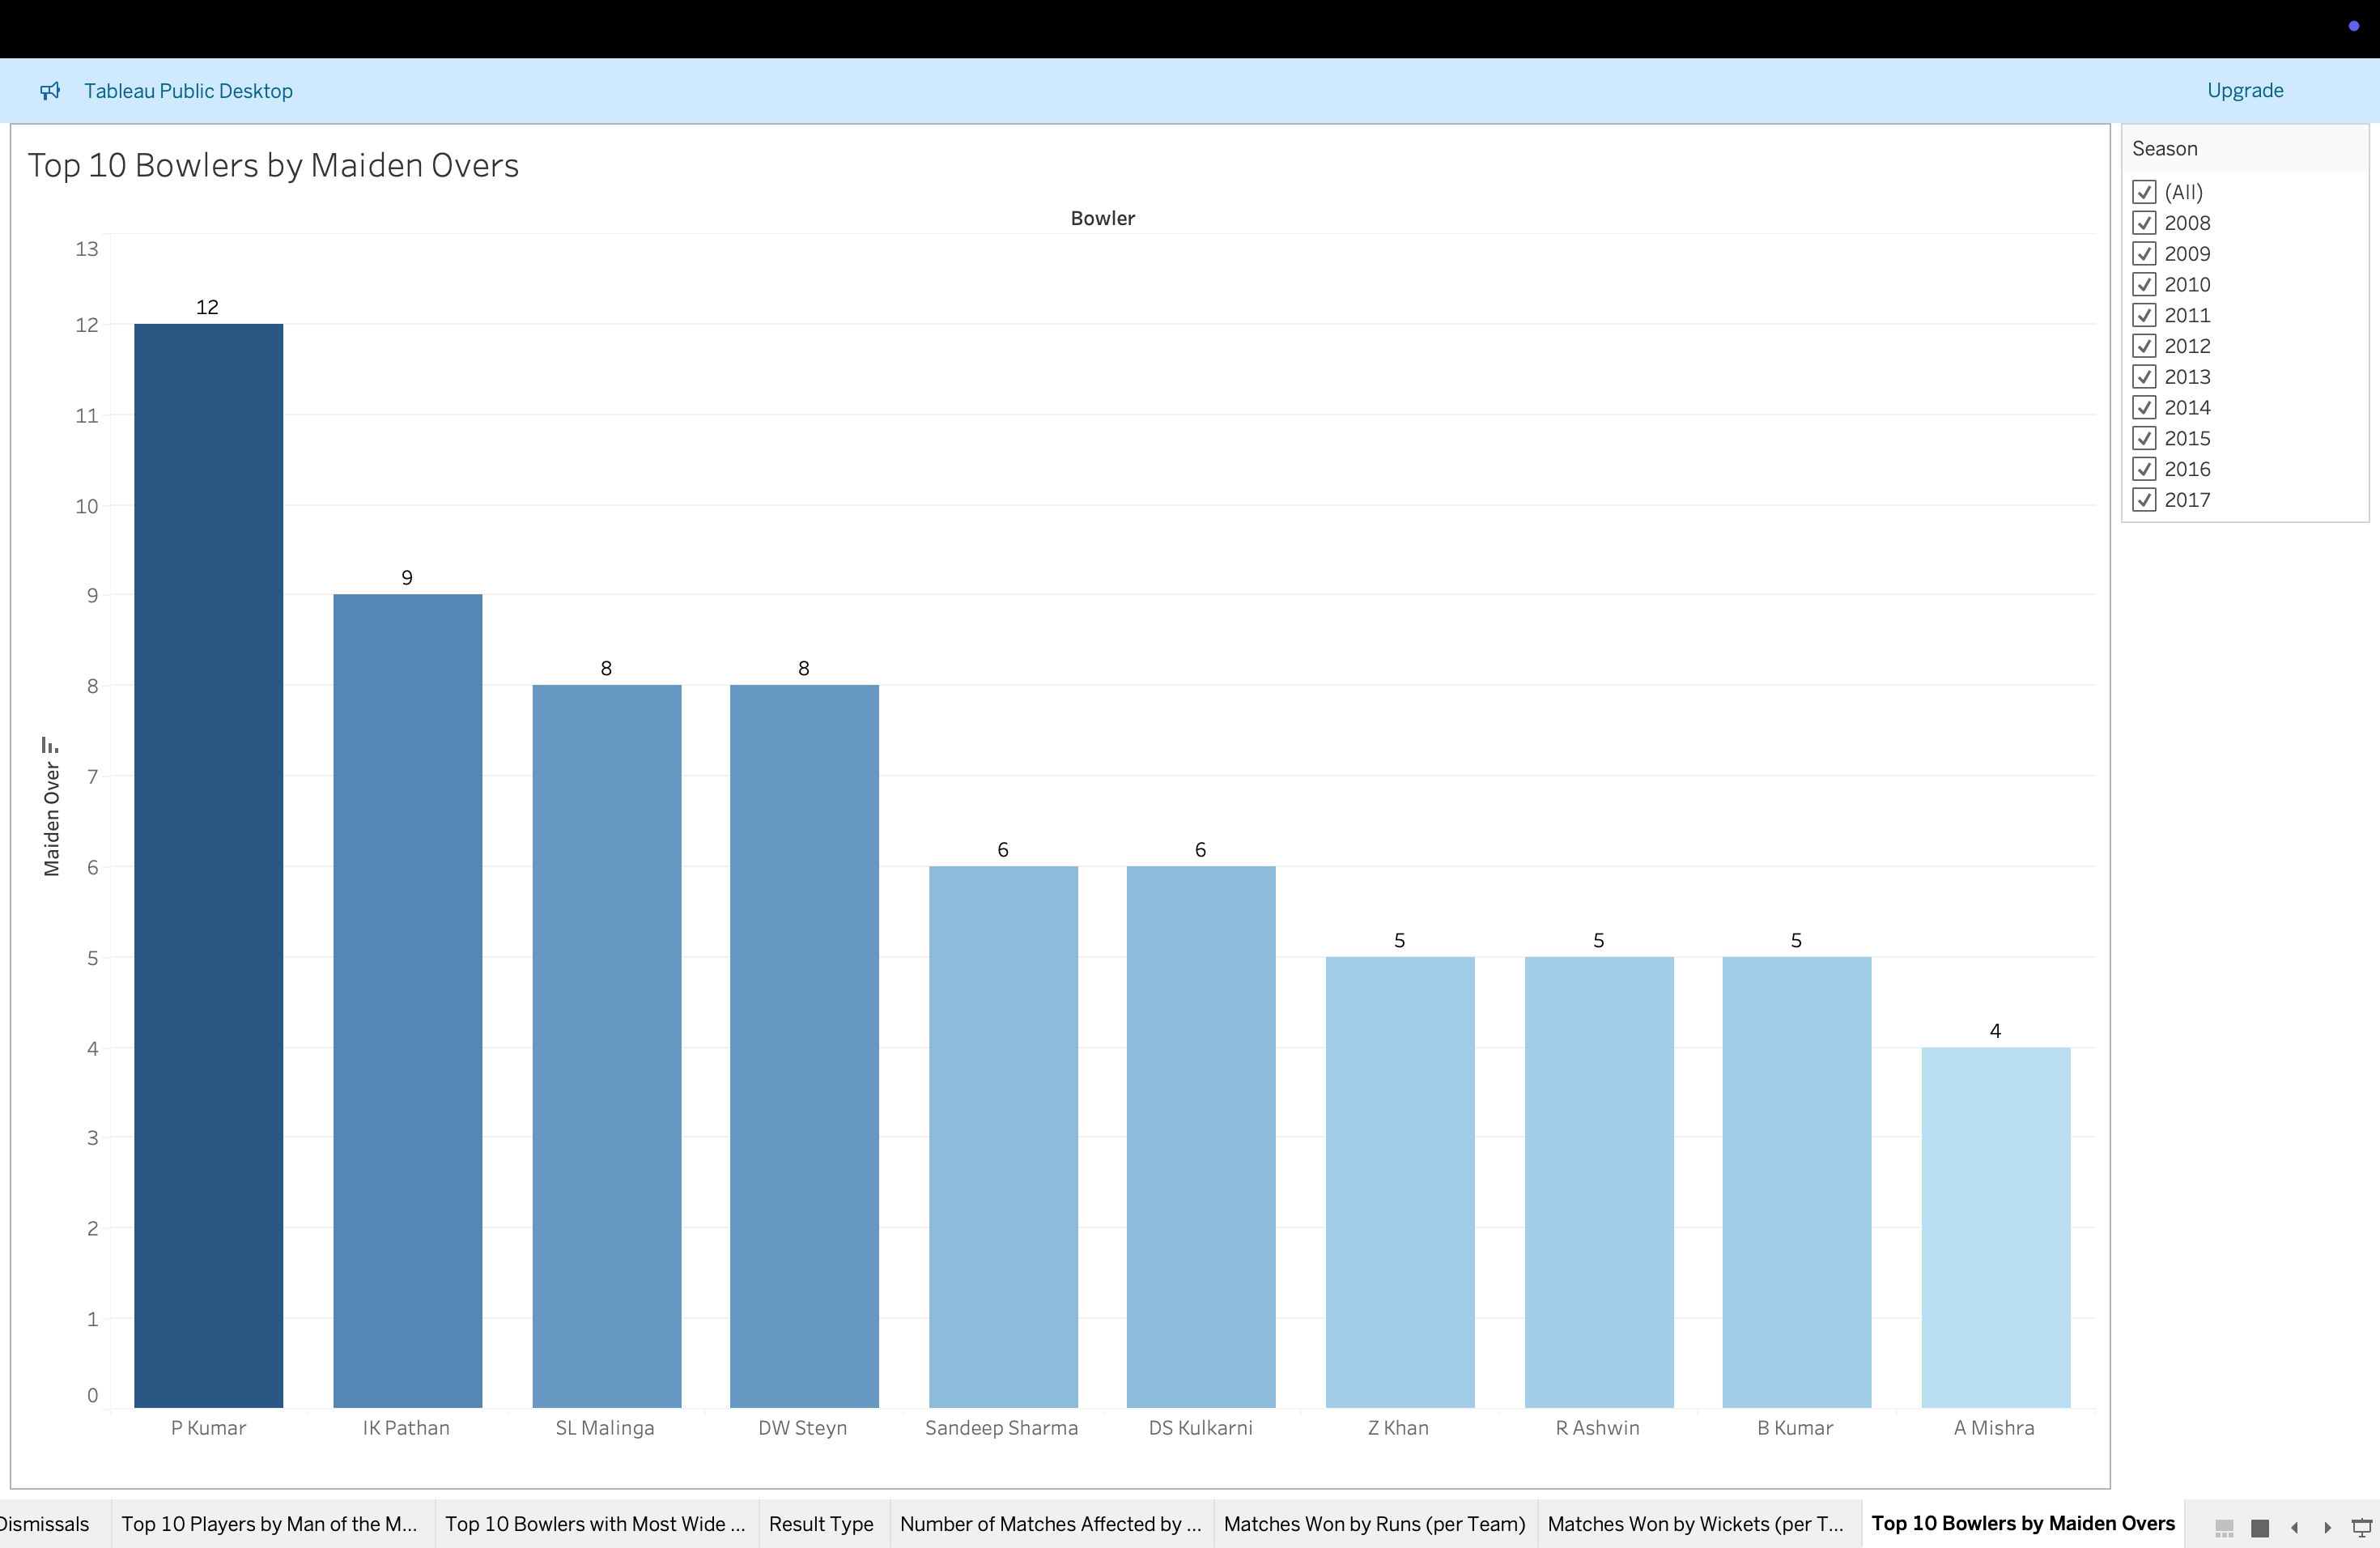 Tableau Public Desktop
Upgrade
Top 10 Bowlers by Maiden Overs
Bowler
13
12
11
10
9
8
7
6
5
4
3
2
1
0
Maiden Over
12
9
8
8
6
6
5
5
5
4
P Kumar
IK Pathan
SL Malinga
DW Steyn
Sandeep Sharma
DS Kulkarni
Z Khan
R Ashwin
B Kumar
A Mishra
Season
(All)
2008
2009
2010
2011
2012
2013
2014
2015
2016
2017
Dismissals
Top 10 Players by Man of the M...
Top 10 Bowlers with Most Wide ...
Result Type
Number of Matches Affected by ...
Matches Won by Runs (per Team)
Matches Won by Wickets (per T...
Top 10 Bowlers by Maiden Overs